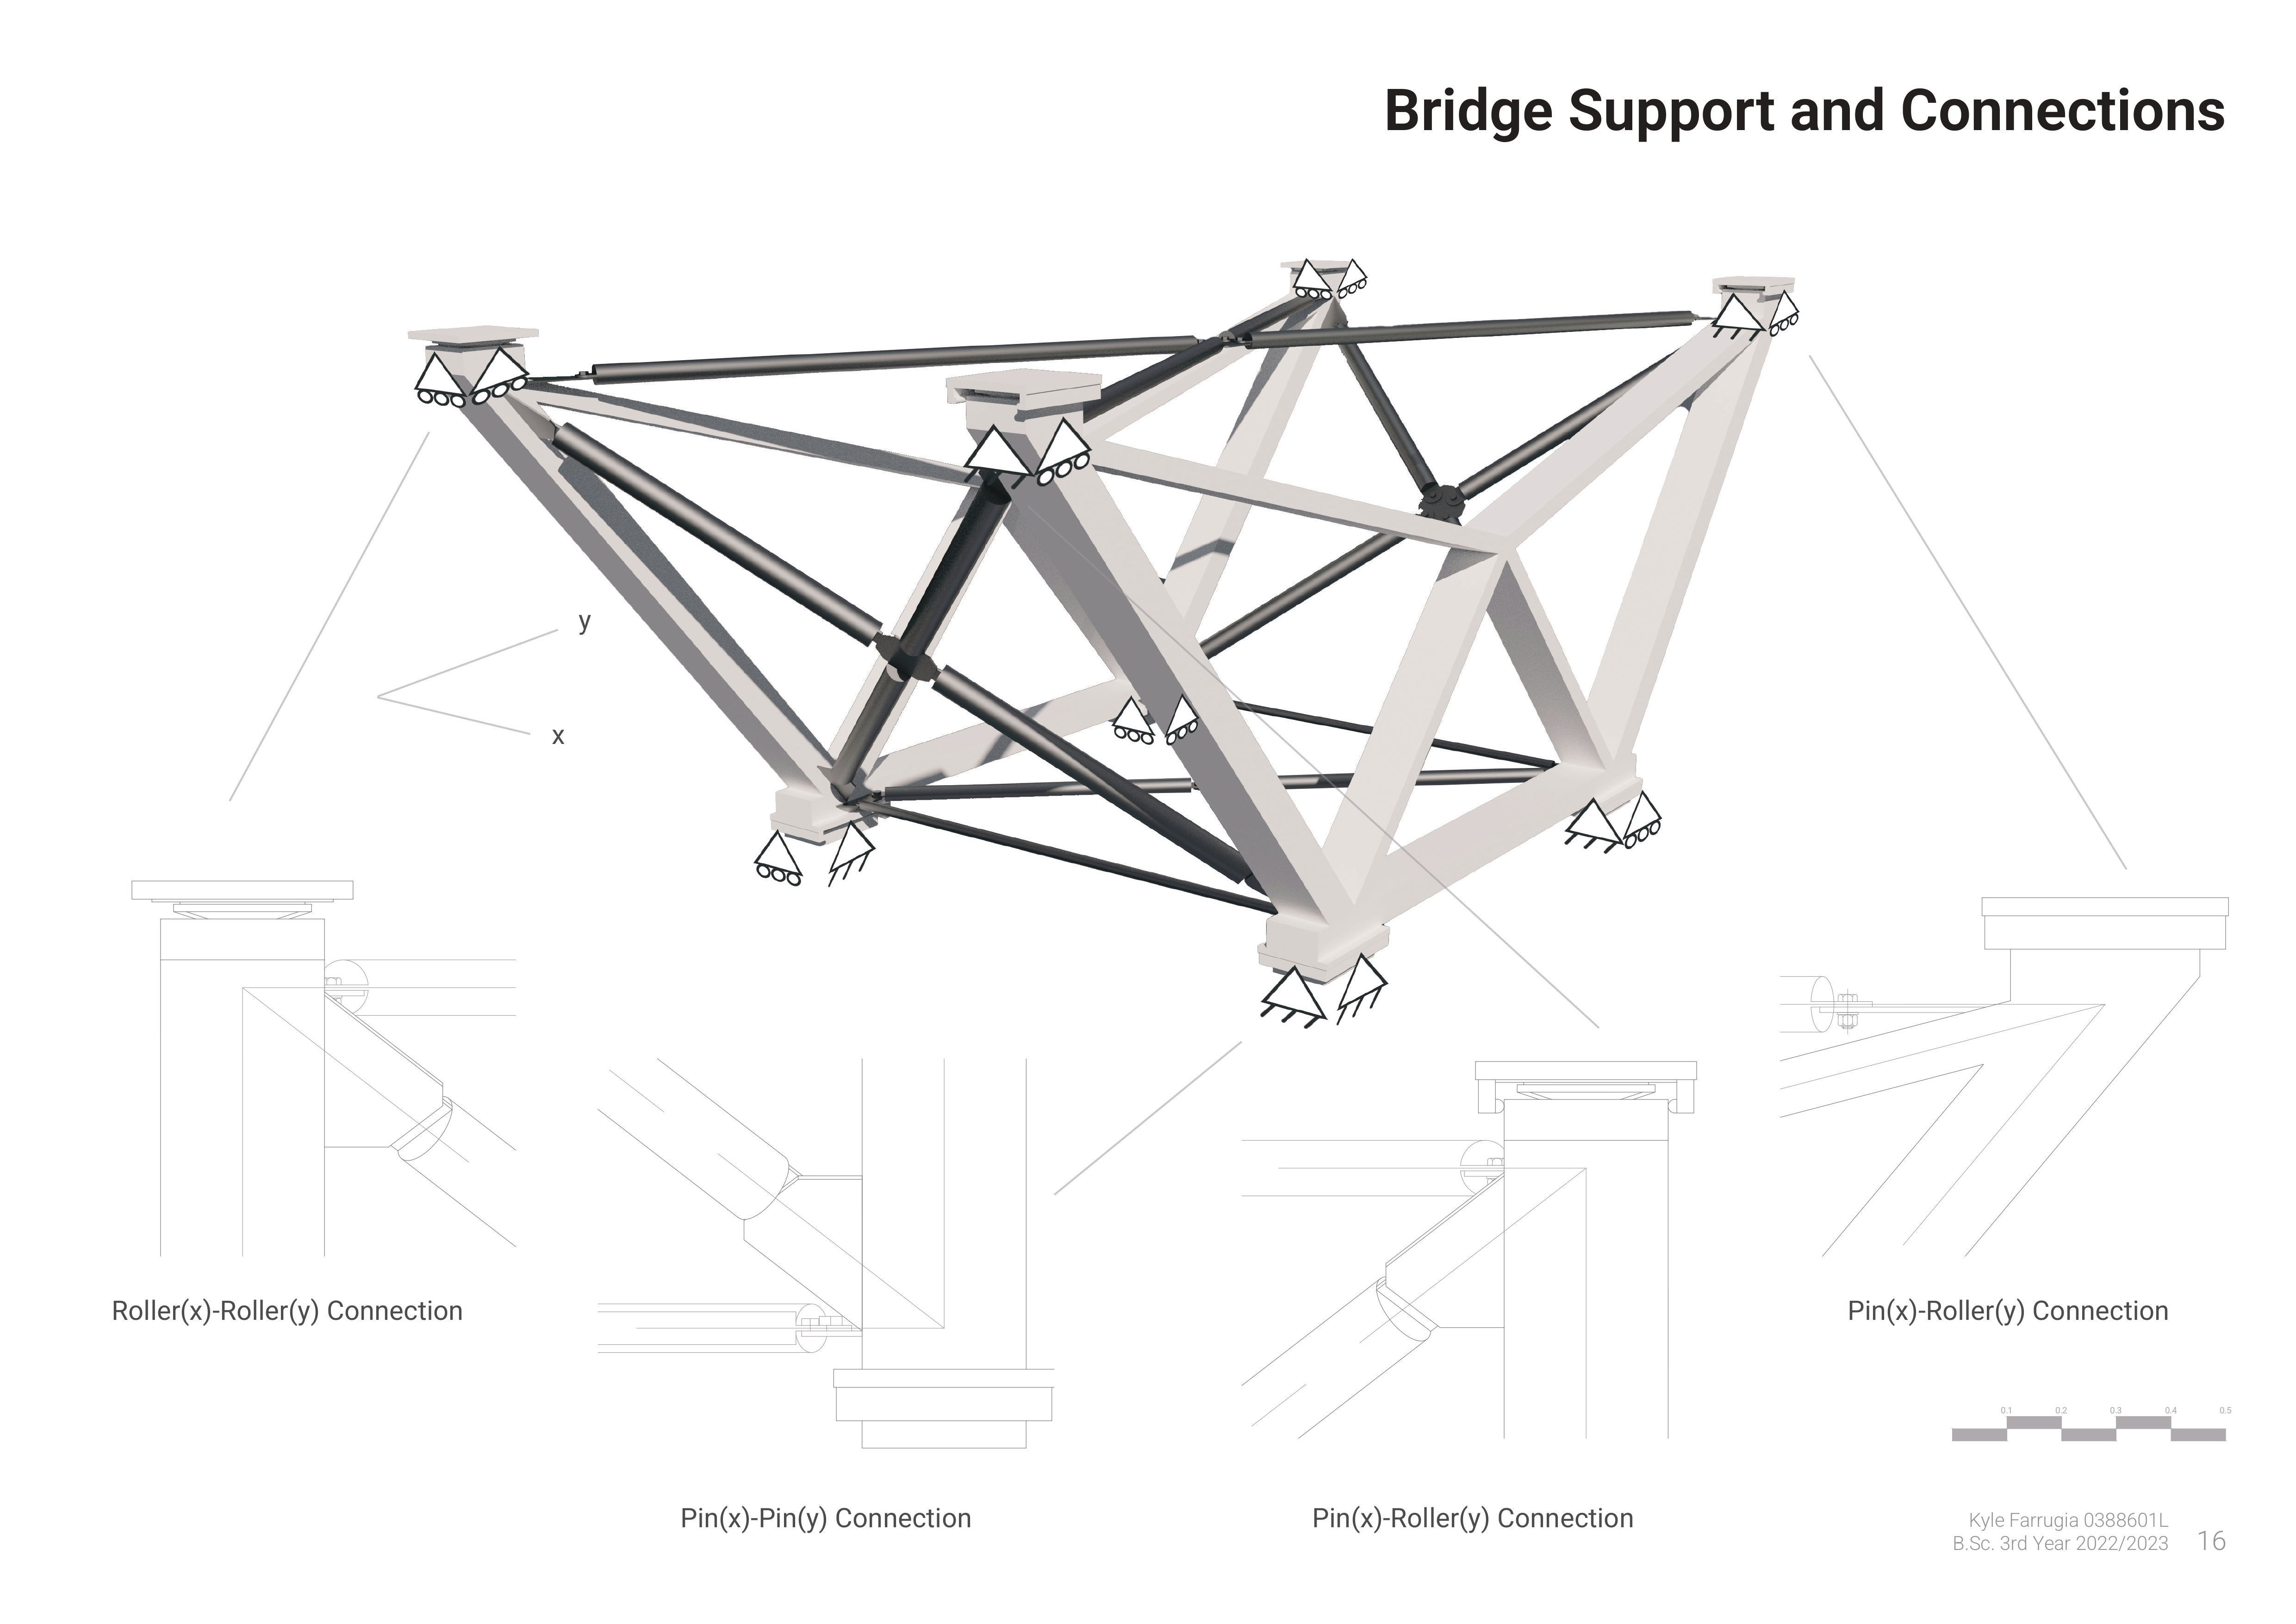 Bridge Support and Connections
y
x
Roller(x)-Roller(y) Connection
Pin(x)-Roller(y) Connection
0.1 0.2 0.3 0.4 0.5
Pin(x)-Pin(y) Connection
Pin(x)-Roller(y) Connection
Kyle Farrugia 0388601L
B.Sc. 3rd Year 2022/2023 16